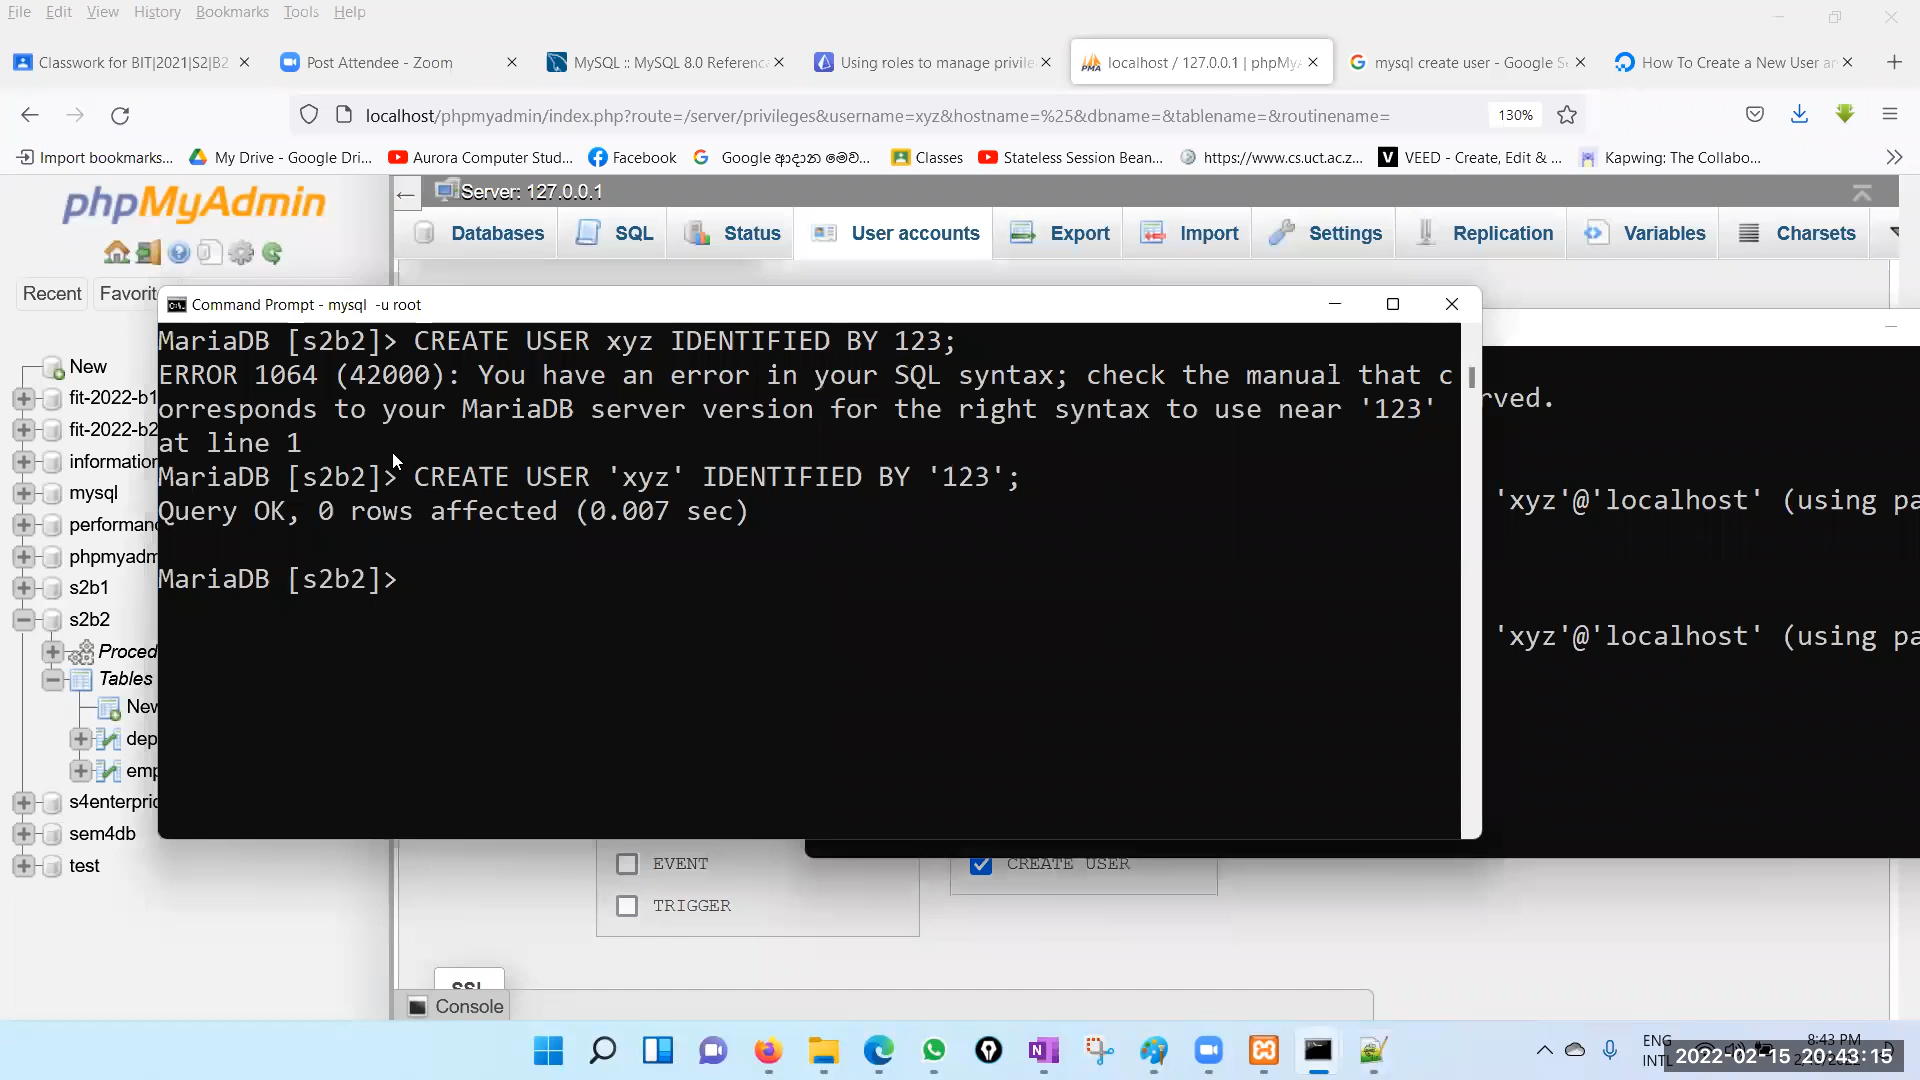 File Edit View History Bookmarks Tools Help
Classwork for BIT|2021|S2|B2
Post Attendee - Zoom
MySQL :: MySQL 8.0 Referenc
Using roles to manage privile
localhost / 127.0.0.1 | phpMy
mysql create user - Google S
How To Create a New User a
localhost/phpmyadmin/index.php?route=/server/privileges&username=xyz&hostname=%25&dbname=&tablename=&routinename=
130%
Import bookmarks...
My Drive - Google Dri...
Aurora Computer Stud...
Facebook
Google ආදාන මෙව...
Classes
Stateless Session Bean...
https://www.cs.uct.ac.z...
VEED - Create, Edit & ...
Kapwing: The Collabo...
phpMyAdmin
Server: 127.0.0.1
Databases
SQL
Status
User accounts
Export
Import
Settings
Replication
Variables
Charsets
Recent
Favorit
Command Prompt - mysql -u root
MariaDB [s2b2]> CREATE USER xyz IDENTIFIED BY 123;
ERROR 1064 (42000): You have an error in your SQL syntax; check the manual that c
orresponds to your MariaDB server version for the right syntax to use near '123'
at line 1
MariaDB [s2b2]> CREATE USER 'xyz' IDENTIFIED BY '123';
Query OK, 0 rows affected (0.007 sec)
MariaDB [s2b2]>
rved.
'xyz'@'localhost' (using pa
'xyz'@'localhost' (using pa
New
fit-2022-b1
fit-2022-b2
information
mysql
performan
phpmyadm
s2b1
s2b2
Proced
Tables
New
dep
emp
s4enterpric
sem4db
test
EVENT
TRIGGER
CREATE USER
SSL
Console
ENG
INTL
8:43 PM
2022-02-15 20:43:15